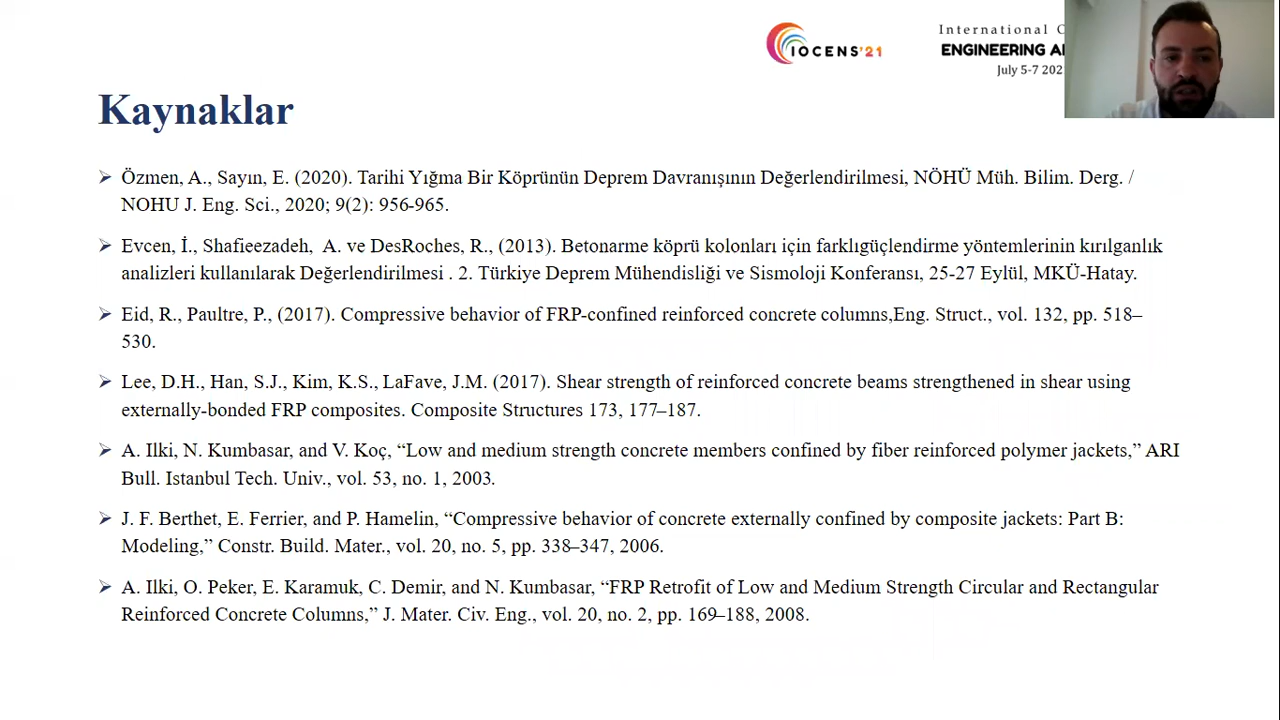 IOCENS'21
International C
ENGINEERING A
July 5-7 202
Kaynaklar
➢ Özmen, A., Sayın, E. (2020). Tarihi Yığma Bir Köprünün Deprem Davranışının Değerlendirilmesi, NÖHÜ Müh. Bilim. Derg. /
NOHU J. Eng. Sci., 2020; 9(2): 956-965.
➢ Evcen, İ., Shafieezadeh, A. ve DesRoches, R., (2013). Betonarme köprü kolonları için farklıgüçlendirme yöntemlerinin kırılganlık
analizleri kullanılarak Değerlendirilmesi . 2. Türkiye Deprem Mühendisliği ve Sismoloji Konferansı, 25-27 Eylül, MKÜ-Hatay.
➢ Eid, R., Paultre, P., (2017). Compressive behavior of FRP-confined reinforced concrete columns,Eng. Struct., vol. 132, pp. 518–
530.
➢ Lee, D.H., Han, S.J., Kim, K.S., LaFave, J.M. (2017). Shear strength of reinforced concrete beams strengthened in shear using
externally-bonded FRP composites. Composite Structures 173, 177–187.
➢ A. Ilki, N. Kumbasar, and V. Koç, “Low and medium strength concrete members confined by fiber reinforced polymer jackets,” ARI
Bull. Istanbul Tech. Univ., vol. 53, no. 1, 2003.
➢ J. F. Berthet, E. Ferrier, and P. Hamelin, “Compressive behavior of concrete externally confined by composite jackets: Part B:
Modeling,” Constr. Build. Mater., vol. 20, no. 5, pp. 338–347, 2006.
➢ A. Ilki, O. Peker, E. Karamuk, C. Demir, and N. Kumbasar, “FRP Retrofit of Low and Medium Strength Circular and Rectangular
Reinforced Concrete Columns,” J. Mater. Civ. Eng., vol. 20, no. 2, pp. 169–188, 2008.